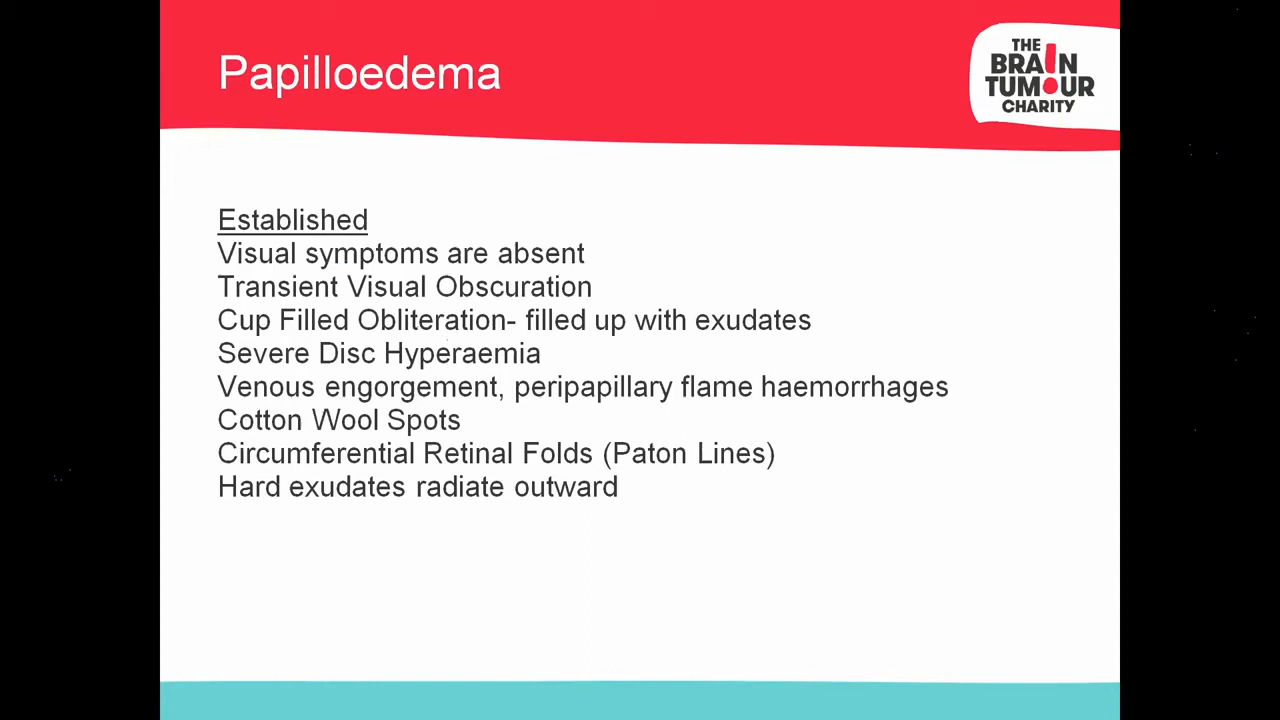 Papilloedema
THE
BRAIN
TUMOUR
CHARITY
Established
Visual symptoms are absent
Transient Visual Obscuration
Cup Filled Obliteration- filled up with exudates
Severe Disc Hyperaemia
Venous engorgement, peripapillary flame haemorrhages
Cotton Wool Spots
Circumferential Retinal Folds (Paton Lines)
Hard exudates radiate outward